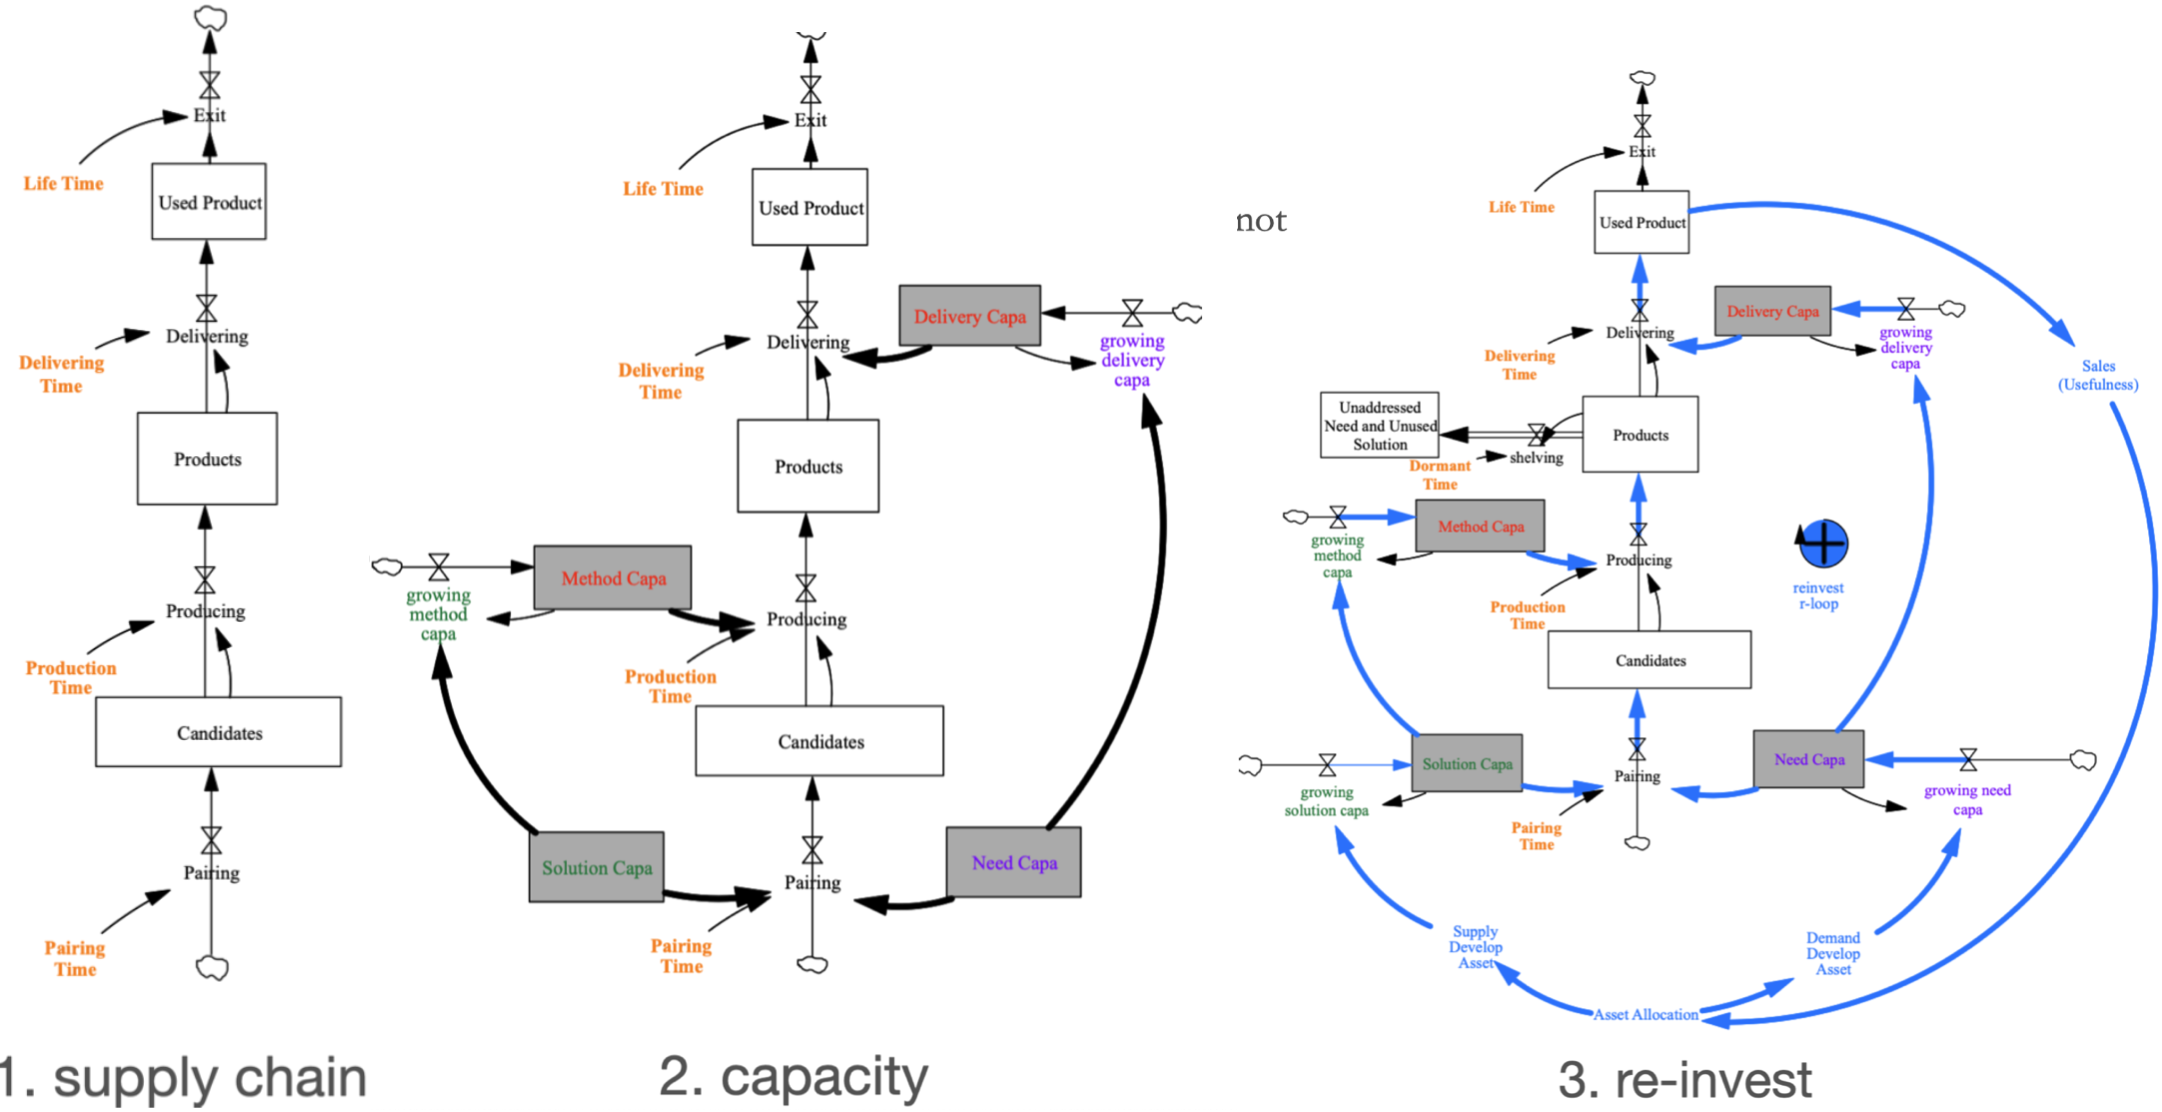 Exit
Life Time
Used Product
Delivering
Delivering
Time
Products
Producing
Production
Time
Candidates
Pairing
Pairing
Time
1. supply chain
Exit
Life Time
Used Product
Delivery Capa
Delivering
growing
delivery
capa
Delivering
Time
Products
Method Capa
growing
method
capa
Producing
Production
Time
Candidates
Solution Capa
Need Capa
Pairing
Pairing
Time
2. capacity
not
Exit
Life Time
Used Product
Delivery Capa
Delivering
growing
delivery
capa
Delivering
Time
Sales
(Usefulness)
Unaddressed
Need and Unused
Solution
Products
shelving
Dormant
Time
Method Capa
growing
method
capa
Producing
reinvest
r-loop
Production
Time
Candidates
Solution Capa
Need Capa
Pairing
growing
solution capa
growing need
capa
Pairing
Time
Supply
Develop
Asset
Demand
Develop
Asset
Asset Allocation
3. re-invest